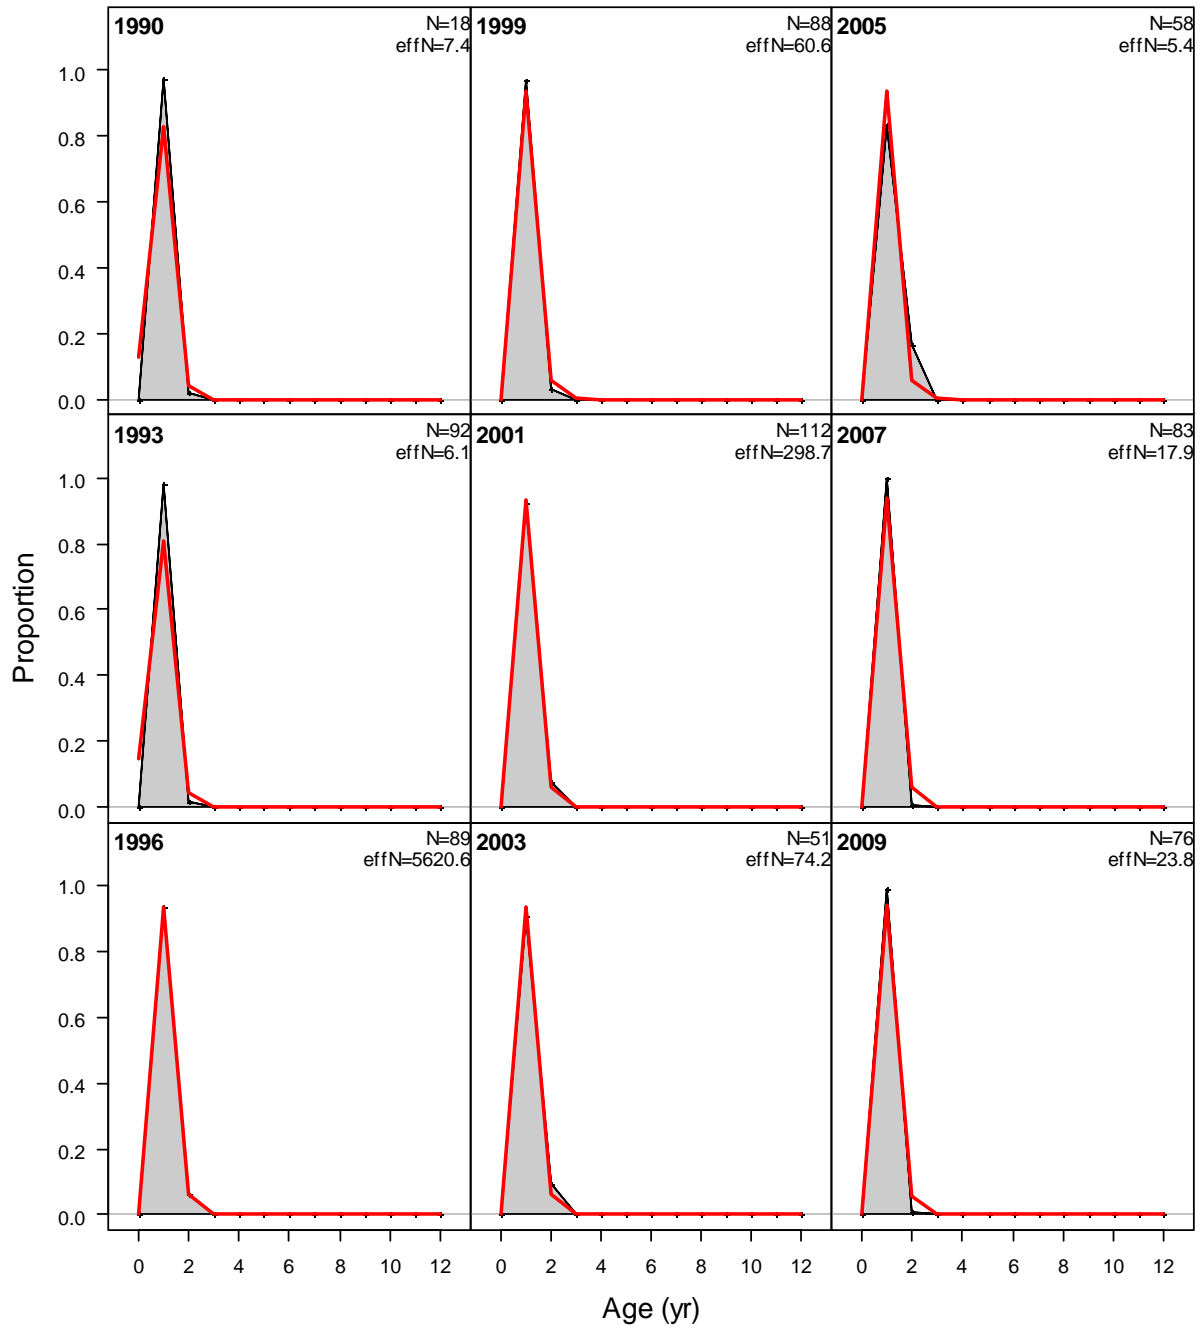 1990
N=18
effN=7.4
1999
N=88
effN=60.6
2005
N=58
effN=5.4
1.0
0.8
0.6
0.4
0.2
0.0
1993
N=92
effN=6.1
2001
N=112
effN=298.7
2007
N=83
effN=17.9
1.0
0.8
0.6
0.4
0.2
0.0
1996
N=89
effN=5620.6
2003
N=51
effN=74.2
2009
N=76
effN=23.8
1.0
0.8
0.6
0.4
0.2
0.0
Proportion
0 2 4 6 8 10 12
0 2 4 6 8 10 12
0 2 4 6 8 10 12
Age (yr)